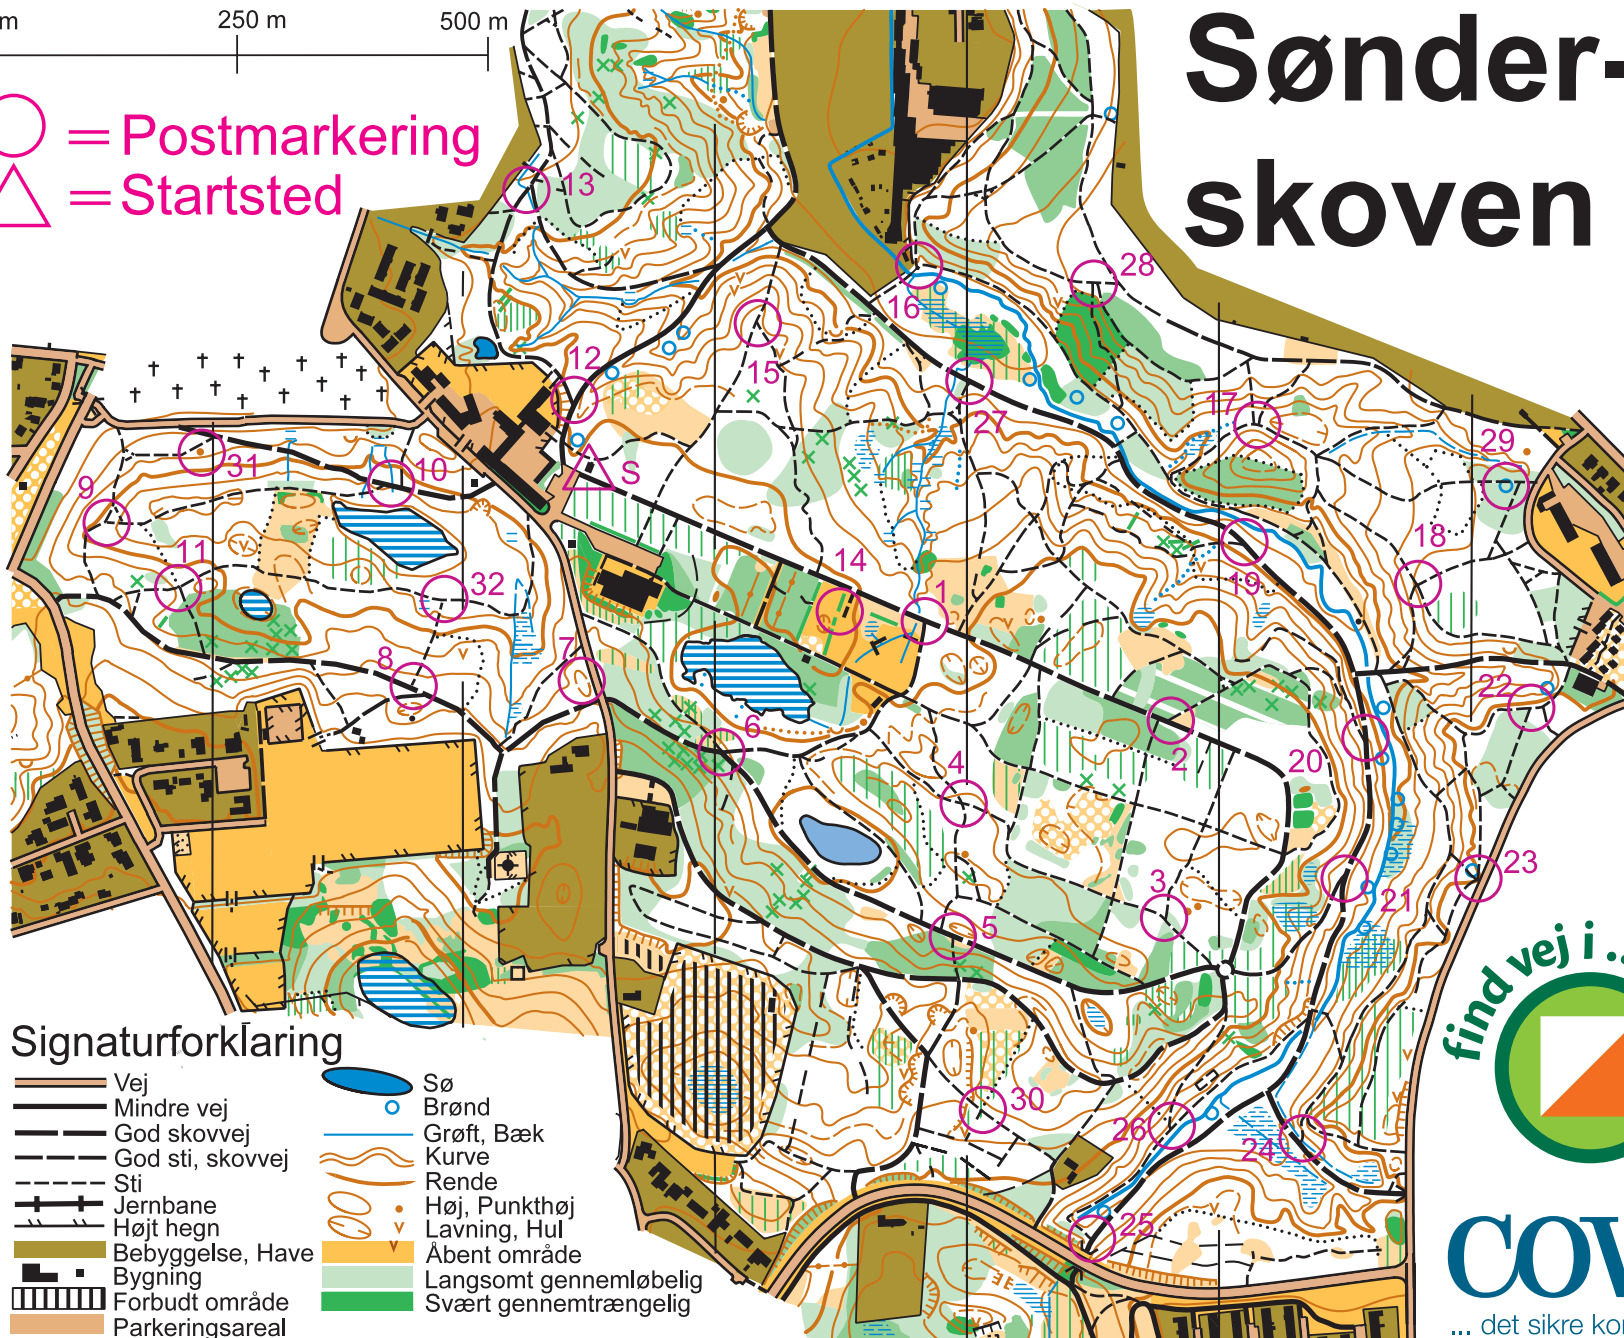 m 250 m 500 m
Sønder-
skoven
= Postmarkering
= Startsted
13
28
16
12
15
17
27
29
31
10
S
9
11
14
18
1
19
32
7
8
22
6
2
20
4
23
3
21
5
find vej i ..
30
26
24
25
Signaturforklaring
Vej
Mindre vej
God skovvej
God sti, skovvej
Sti
Jernbane
Højt hegn
Bebyggelse, Have
Bygning
Forbudt område
Parkeringsareal
Sø
Brønd
Grøft, Bæk
Kurve
Rende
Høj, Punkthøj
Lavning, Hul
Åbent område
Langsomt gennemløbelig
Svært gennemtrængelig
... det sikre